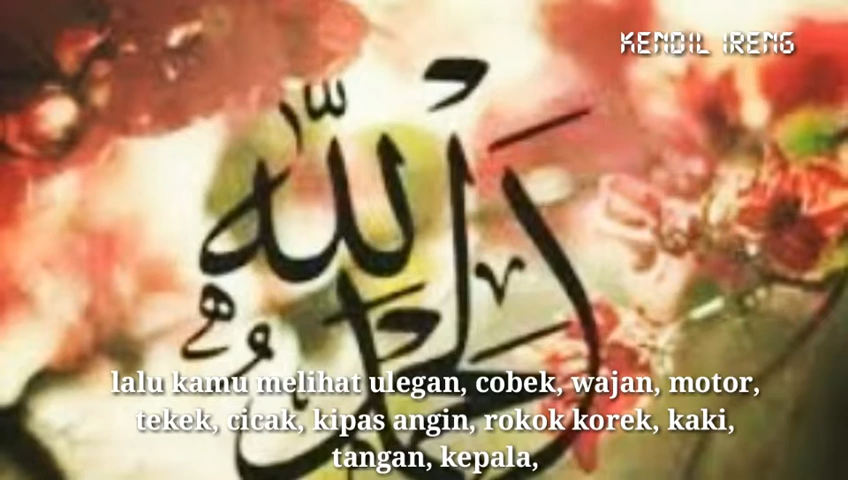 KENDIL IRENG
الحمد لله
lalu kamu melihat ulegan, cobek, wajan, motor,
tekek, cicak, kipas angin, rokok korek, kaki,
tangan, kepala,